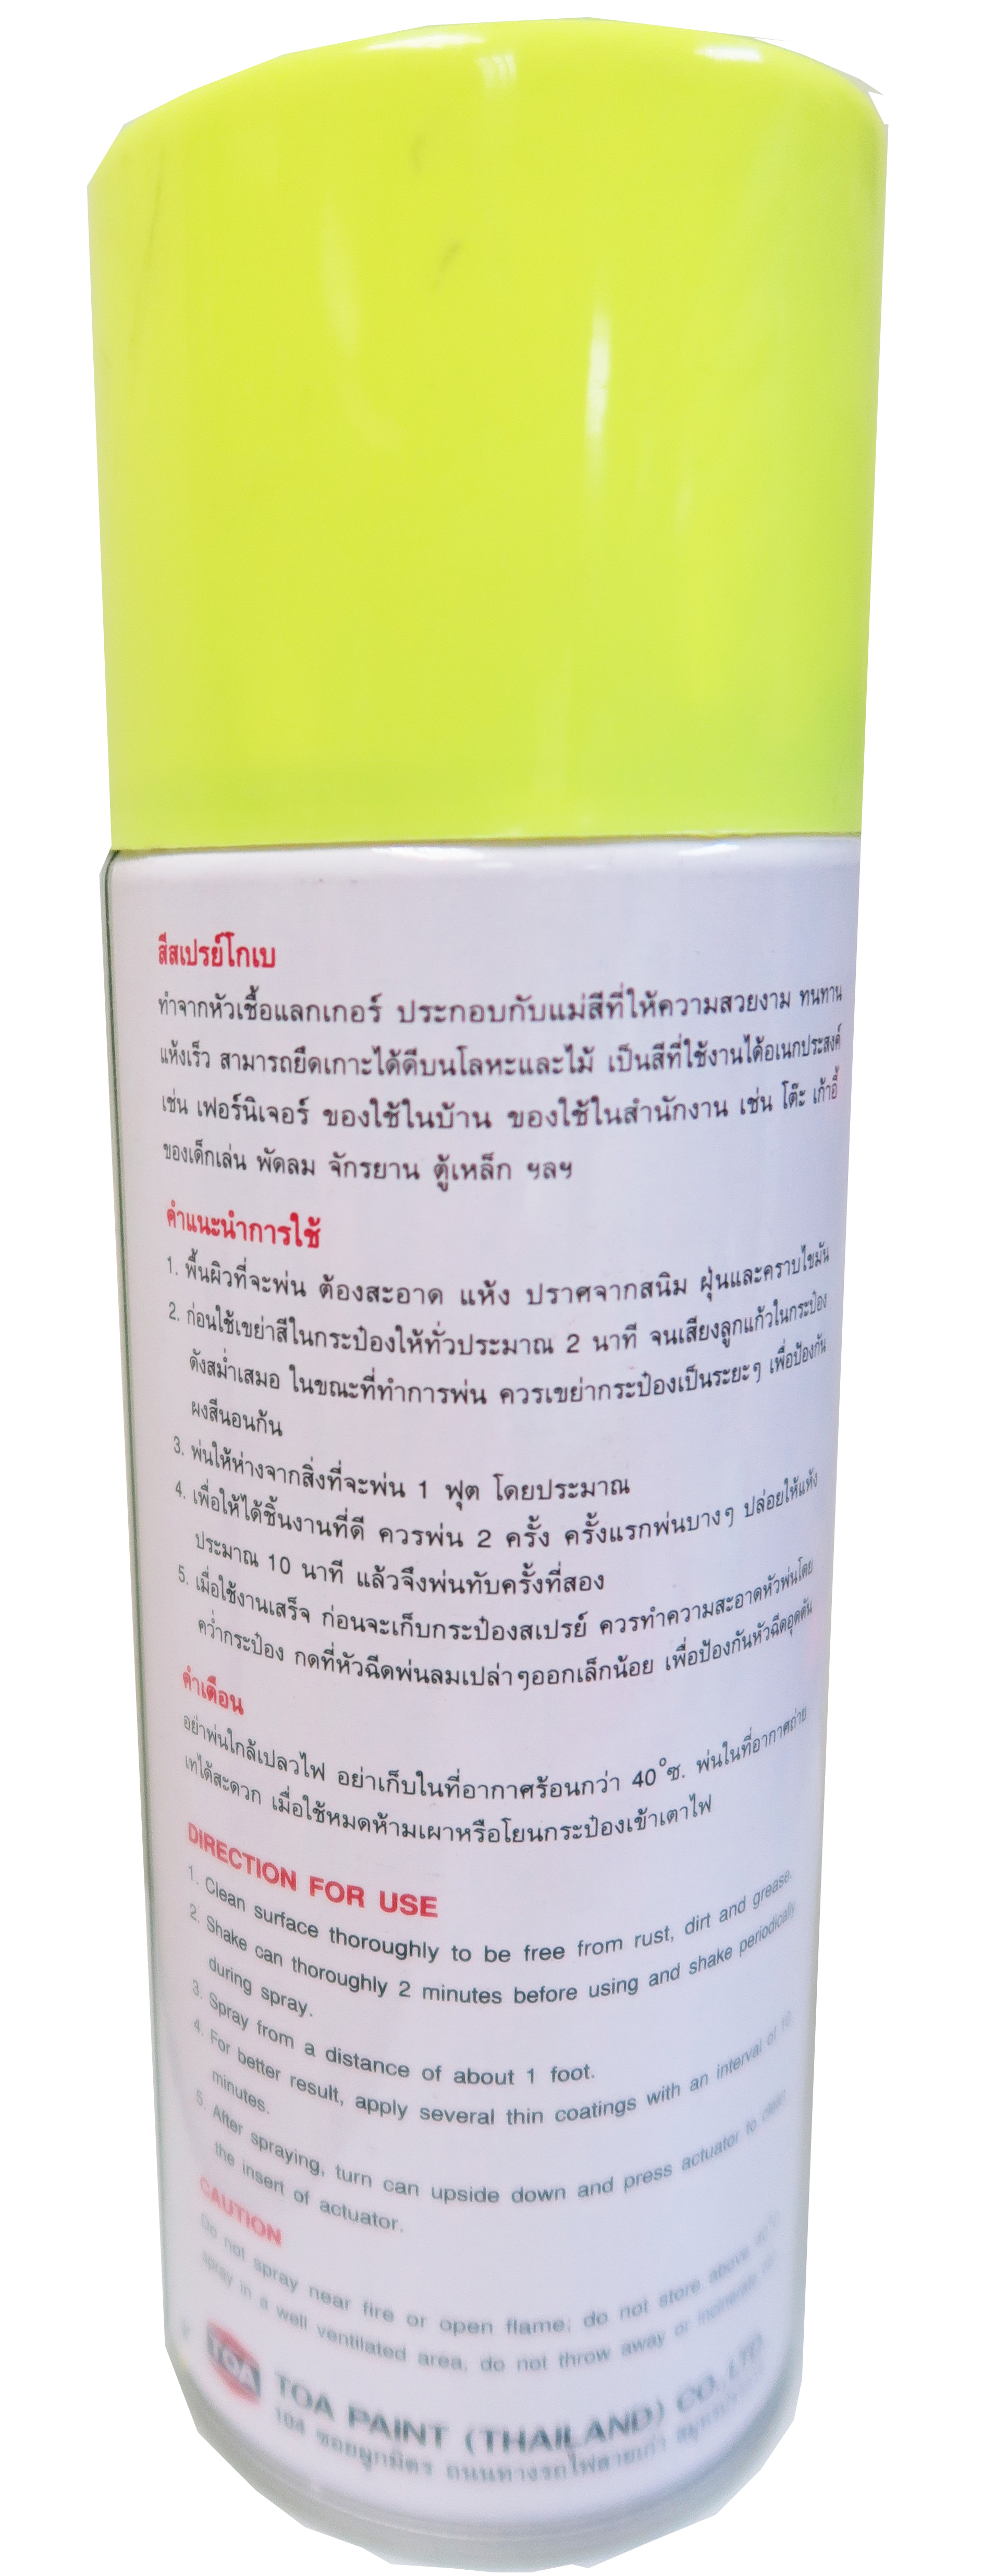 สีสเปรย์โกเบ
ทำจากหัวเชื้อแลกเกอร์ ประกอบกับแม่สีที่ให้ความสวยงาม ทนทาน
แห้งเร็ว สามารถยึดเกาะได้ดีบนโลหะและไม้ เป็นสีที่ใช้งานได้อเนกประสงค์
เช่น เฟอร์นิเจอร์ ของใช้ในบ้าน ของใช้ในสำนักงาน เช่น โต๊ะ เก้าอี้
ของเด็กเล่น พัดลม จักรยาน ตู้เหล็ก ฯลฯ
คำแนะนำการใช้
1. พื้นผิวที่จะพ่น ต้องสะอาด แห้ง ปราศจากสนิม ฝุ่นและคราบไขมัน
2. ก่อนใช้เขย่าสีในกระป๋องให้ทั่วประมาณ 2 นาที จนเสียงลูกแก้วในกระป๋อง
ดังสม่ำเสมอ ในขณะที่ทำการพ่น ควรเขย่ากระป๋องเป็นระยะๆ เพื่อป้องกัน
ผงสีนอนก้น
3. พ่นให้ห่างจากสิ่งที่จะพ่น 1 ฟุต โดยประมาณ
4. เพื่อให้ได้ชิ้นงานที่ดี ควรพ่น 2 ครั้ง ครั้งแรกพ่นบางๆ ปล่อยให้แห้ง
ประมาณ 10 นาที แล้วจึงพ่นทับครั้งที่สอง
5. เมื่อใช้งานเสร็จ ก่อนจะเก็บกระป๋องสเปรย์ ควรทำความสะอาดหัวพ่นโดย
คว่ำกระป๋อง กดที่หัวฉีดพ่นลมเปล่าๆออกเล็กน้อย เพื่อป้องกันหัวฉีดอุดตัน
คำเตือน
อย่าพ่นใกล้เปลวไฟ อย่าเก็บในที่อากาศร้อนกว่า 40 °ซ. พ่นในที่อากาศถ่าย
เทได้สะดวก เมื่อใช้หมดห้ามเผาหรือโยนกระป๋องเข้าเตาไฟ
DIRECTION FOR USE
1. Clean surface thoroughly to be free from rust, dirt and grease.
2. Shake can thoroughly 2 minutes before using and shake periodically
during spray.
3. Spray from a distance of about 1 foot.
4. For better result, apply several thin coatings with an interval of 10
minutes.
5. After spraying, turn can upside down and press actuator to clean
the insert of actuator.
CAUTION
Do not spray near fire or open flame; do not store above 40°C
spray in a well ventilated area, do not throw away or incinerate
TOA TOA PAINT (THAILAND) CO., LTD.
104 ซอยผูกมิตร ถนนทางรถไฟสายเก่า